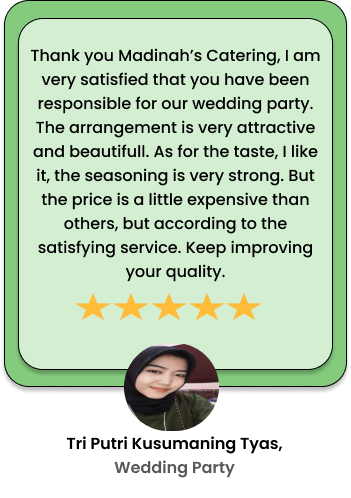 Thank you Madinah’s Catering, I am
very satisfied that you have been
responsible for our wedding party.
The arrangement is very attractive
and beautifull. As for the taste, I like
it, the seasoning is very strong. But
the price is a little expensive than
others, but according to the
satisfying service. Keep improving
your quality.
Tri Putri Kusumaning Tyas,
Wedding Party